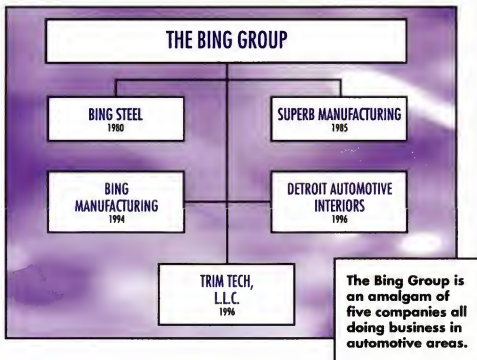 THE BING GROUP
BING STEEL
1980
SUPERB MANUFACTURING
1985
BING
MANUFACTURING
1994
DETROIT AUTOMOTIVE
INTERIORS
1996
TRIM TECH,
L.L.C.
1996
The Bing Group is
an amalgam of
five companies all
doing business in
automotive areas.